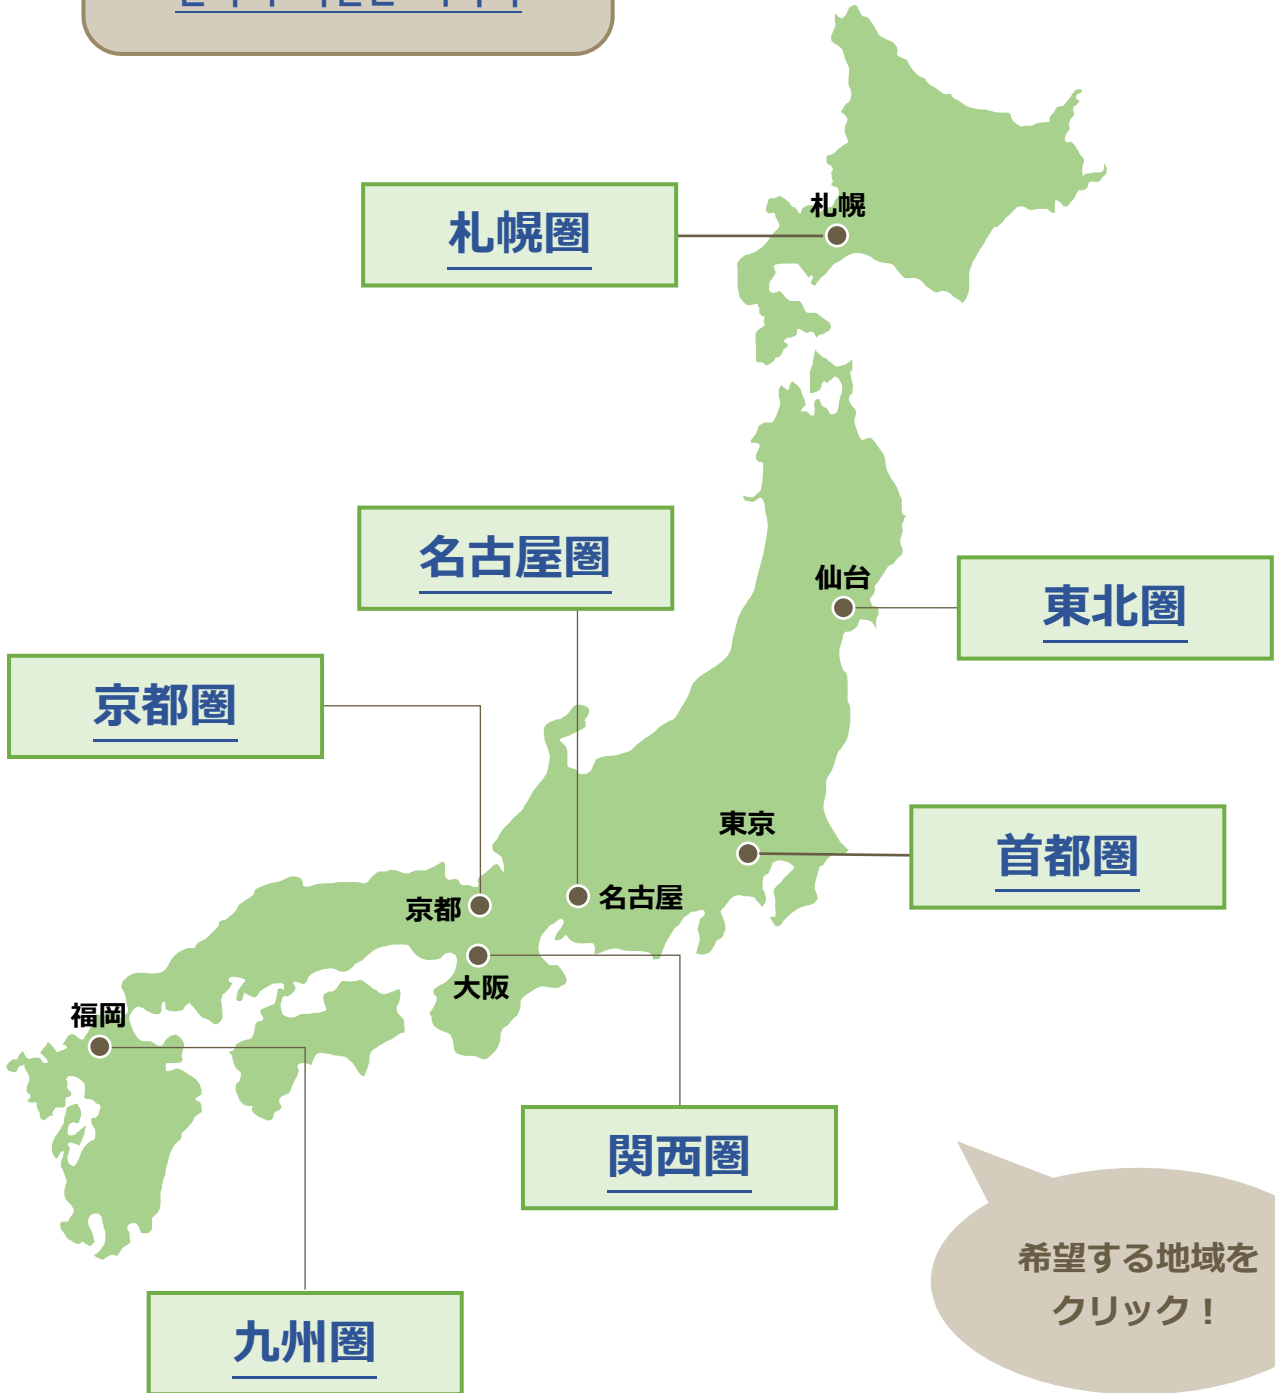 札幌
札幌圏
名古屋圏
仙台
東北圏
京都圏
東京
首都圏
京都
名古屋
大阪
福岡
関西圏
希望する地域を
クリック！
九州圏